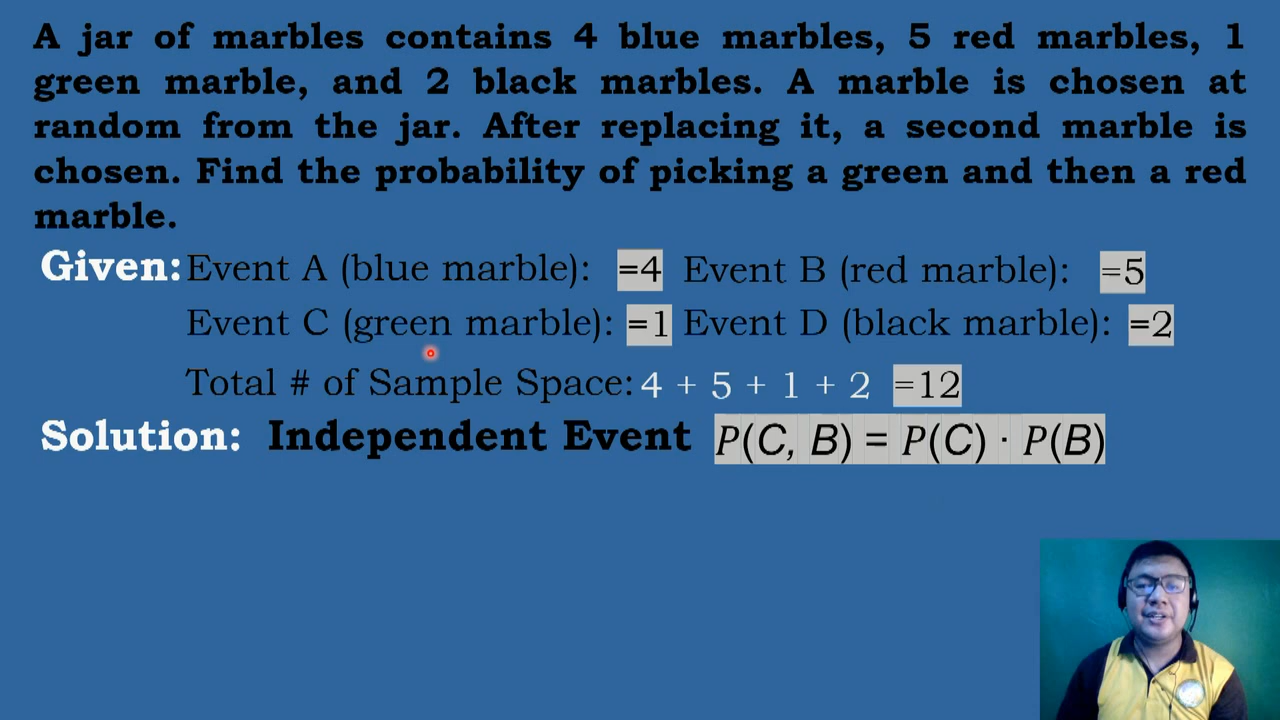 A jar of marbles contains 4 blue marbles, 5 red marbles, 1
green marble, and 2 black marbles. A marble is chosen at
random from the jar. After replacing it, a second marble is
chosen. Find the probability of picking a green and then a red
marble.
Given: Event A (blue marble): =4 Event B (red marble): =5
Event C (green marble): =1 Event D (black marble): =2
Total # of Sample Space: 4 + 5 + 1 + 2 =12
Solution: Independent Event P(C, B) = P(C) · P(B)